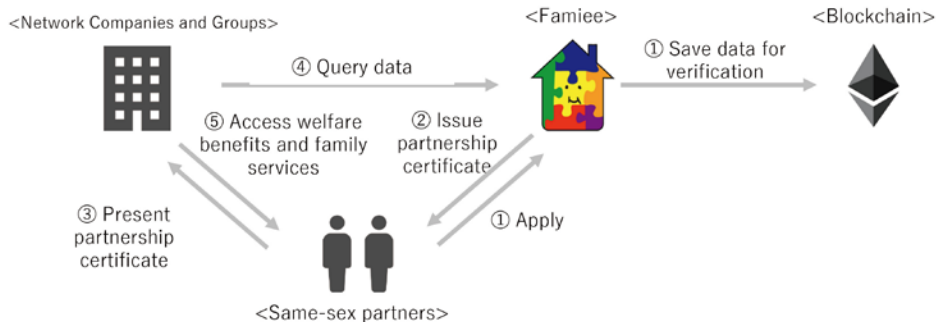 <Network Companies and Groups>
<Famiee>
<Blockchain>
④ Query data
① Save data for
verification
⑤ Access welfare
benefits and family
services
② Issue
partnership
certificate
③ Present
partnership
certificate
① Apply
<Same-sex partners>